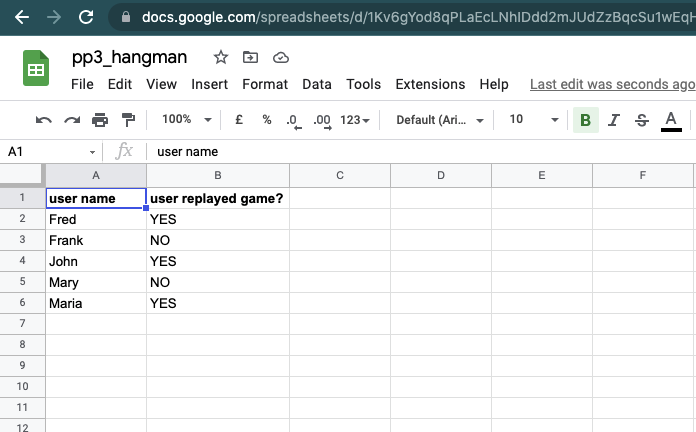 docs.google.com/spreadsheets/d/1Kv6gYod8qPLaEcLNhIDdd2mJUdZzBqcSu1wEqH
pp3_hangman
File Edit View Insert Format Data Tools Extensions Help Last edit was seconds ago
100% £ % .0 .00 123 Default (Ari... 10 B I S A
A1 fx user name
A B C D E F
1 user name user replayed game?
2 Fred YES
3 Frank NO
4 John YES
5 Mary NO
6 Maria YES
7
8
9
10
11
12